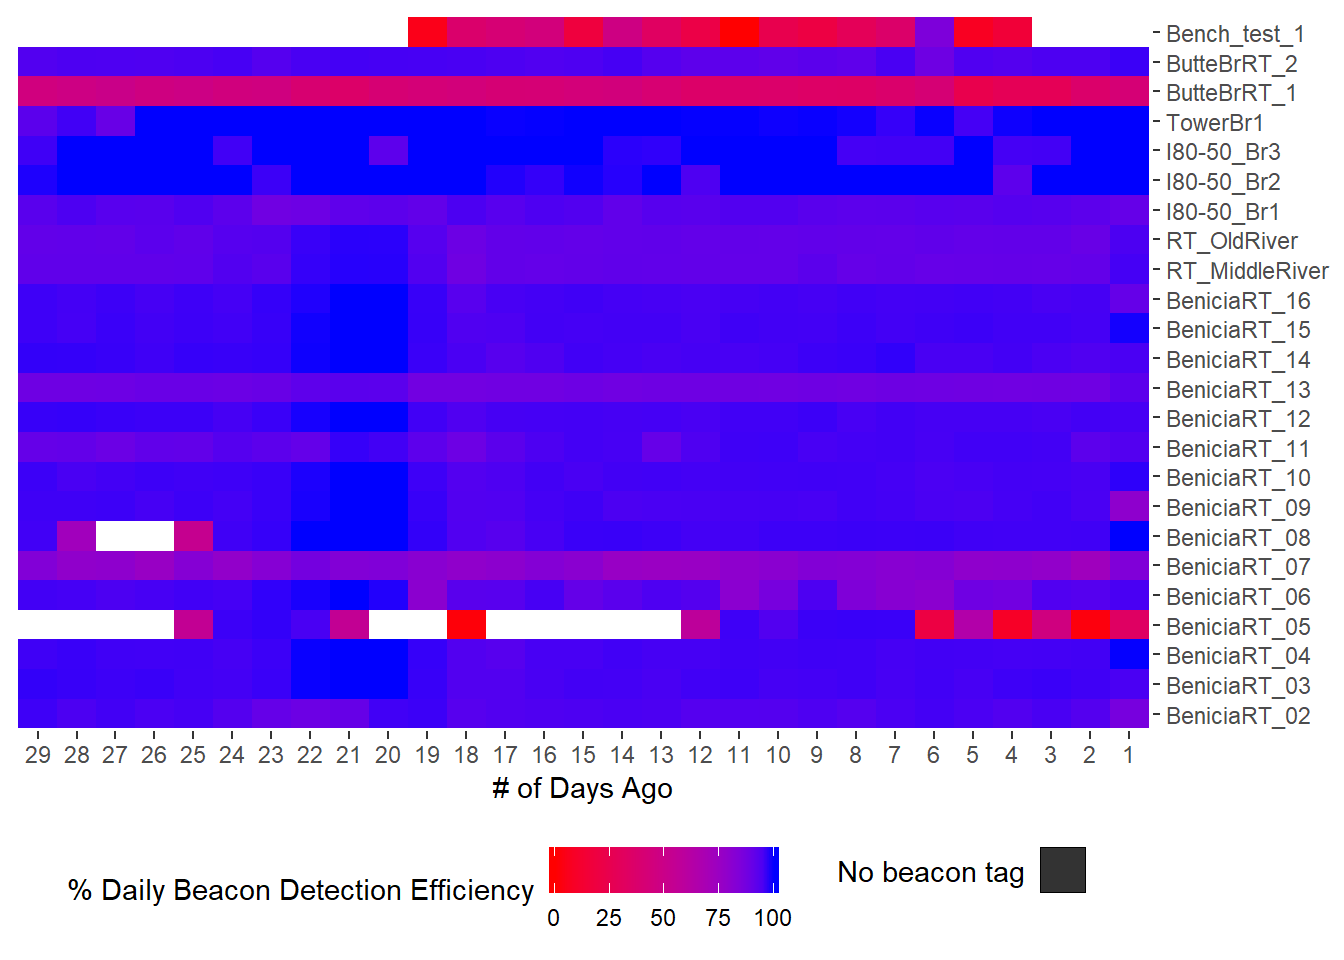 Bench_test_1
ButteBrRT_2
ButteBrRT_1
TowerBr1
I80-50_Br3
I80-50_Br2
I80-50_Br1
RT_OldRiver
RT_MiddleRiver
BeniciaRT_16
BeniciaRT_15
BeniciaRT_14
BeniciaRT_13
BeniciaRT_12
BeniciaRT_11
BeniciaRT_10
BeniciaRT_09
BeniciaRT_08
BeniciaRT_07
BeniciaRT_06
BeniciaRT_05
BeniciaRT_04
BeniciaRT_03
BeniciaRT_02
29 28 27 26 25 24 23 22 21 20 19 18 17 16 15 14 13 12 11 10 9 8 7 6 5 4 3 2 1
# of Days Ago
% Daily Beacon Detection Efficiency
0 25 50 75 100
No beacon tag